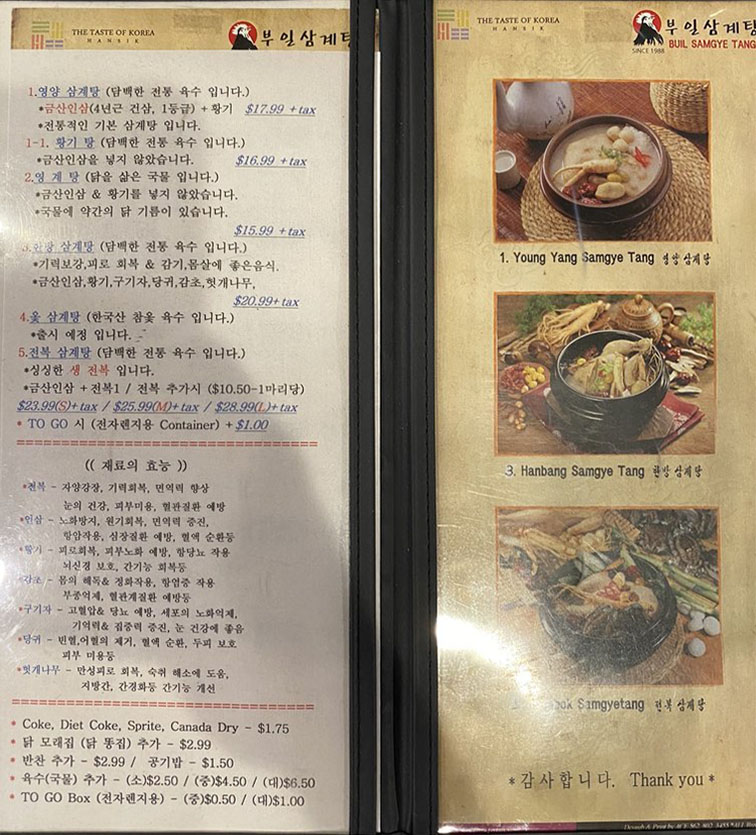 THE TASTE OF KOREA
HANSIK
부일삼계탕
1.영양 삼계탕 (담백한 전통 육수 입니다.)
*금산인삼(4년근 건삼, 1등급) + 황기 $17.99 +tax
*전통적인 기본 삼계탕 입니다.
1-1. 황기 탕 (담백한 전통 육수 입니다.)
*금산인삼을 넣지 않았습니다. $16.99 +tax
2.영 계 탕 (닭을 삶은 국물 입니다.)
*금산인삼 & 황기를 넣지 않았습니다.
*국물에 약간의 닭 기름이 있습니다.
$15.99 +tax
3.한방 삼계탕 (담백한 전통 육수 입니다.)
*기력보강,피로 회복 & 감기,몸살에 좋은음식.
*금산인삼,황기,구기자,당귀,감초,헛개나무,
$20.99+tax
4.옻 삼계탕 (한국산 참옻 육수 입니다.)
*출시 예정 입니다.
5.전복 삼계탕 (담백한 전통 육수 입니다.)
*싱싱한 생 전복 입니다.
*금산인삼 +전복1 / 전복 추가시 ($10.50-1마리당)
$23.99(S)+tax / $25.99(M)+tax / $28.99(L)+tax
* TO GO 시 (전자렌지용 Container) + $1.00
(( 재료의 효능 ))
*전복 - 자양강장, 기력회복, 면역력 향상
눈의 건강, 피부미용, 혈관질환 예방
*인삼 - 노화방지, 원기회복, 면역력 증진,
항암작용, 심장질환 예방, 혈액 순환등
*황기 - 피로회복, 피부노화 예방, 항당뇨 작용
뇌신경 보호, 간기능 회복등
*감초 - 몸의 해독& 정화작용, 항염증 작용
부종억제, 혈관계질환 예방등
*구기자 - 고혈압& 당뇨 예방, 세포의 노화억제,
기억력& 집중력 증진, 눈 건강에 좋음
*당귀 - 빈혈,어혈의 제거, 혈액 순환, 두피 보호
피부 미용등
*헛개나무 - 만성피로 회복, 숙취 해소에 도움,
지방간, 간경화등 간기능 개선
* Coke, Diet Coke, Sprite, Canada Dry - $1.75
* 닭 모래집 (닭 똥집) 추가 - $2.99
* 반찬 추가 - $2.99 / 공기밥 - $1.50
* 육수(국물) 추가 - (소)$2.50 / (중)$4.50 / (대)$6.50
* TO GO Box (전자렌지용) - (중)$0.50 / (대)$1.00
THE TASTE OF KOREA
HANSIK
부일삼계탕
SINCE 1988 BUIL SAMGYE TANG
1. Young Yang Samgye Tang 영양 삼계탕
3. Hanbang Samgye Tang 한방 삼계탕
Samgyetang 전복 삼계탕
*감사합니다. Thank you*